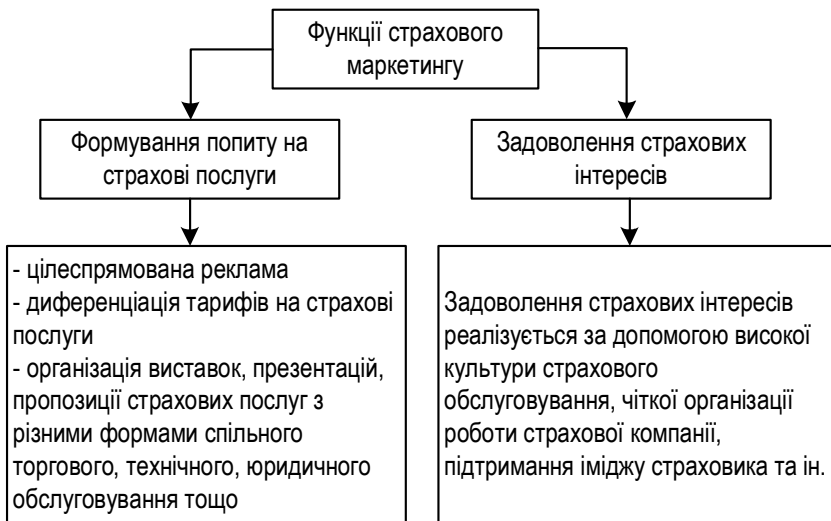 Функції страхового
маркетингу
Формування попиту на
страхові послуги
Задоволення страхових
інтересів
- цілеспрямована реклама
- диференціація тарифів на страхові
послуги
- організація виставок, презентацій,
пропозиції страхових послуг з
різними формами спільного
торгового, технічного, юридичного
обслуговування тощо
Задоволення страхових інтересів
реалізується за допомогою високої
культури страхового
обслуговування, чіткої організації
роботи страхової компанії,
підтримання іміджу страховика та ін.